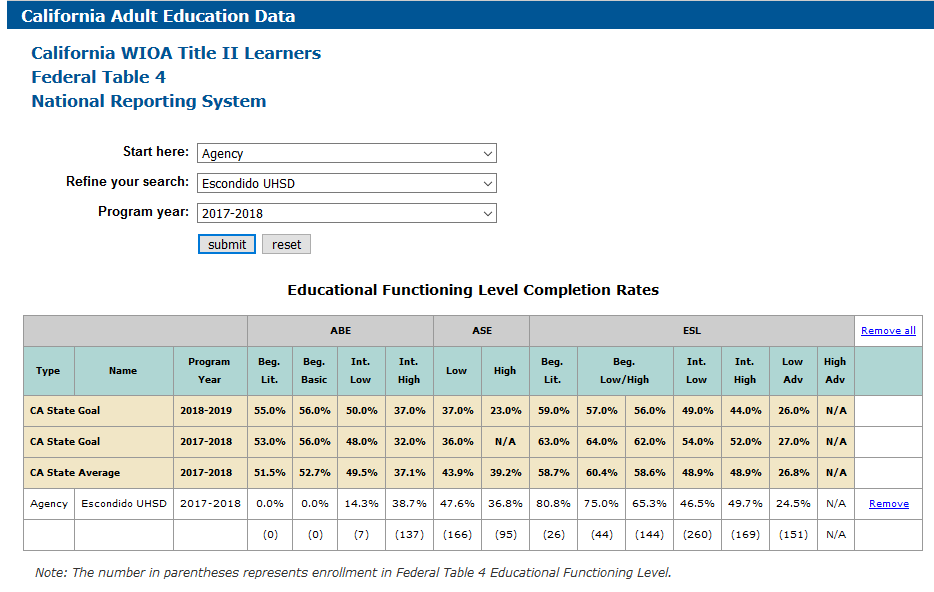 California Adult Education Data
California WIOA Title II Learners
Federal Table 4
National Reporting System
Start here: Agency
Refine your search: Escondido UHSD
Program year: 2017-2018
submit reset
Educational Functioning Level Completion Rates
ABE ASE ESL Remove all
Type Name Program Year Beg. Lit. Beg. Basic Int. Low Int. High Low High Beg. Lit. Beg. Low/High Int. Low Int. High Low Adv High Adv
CA State Goal 2018-2019 55.0% 56.0% 50.0% 37.0% 37.0% 23.0% 59.0% 57.0% 56.0% 49.0% 44.0% 26.0% N/A
CA State Goal 2017-2018 53.0% 56.0% 48.0% 32.0% 36.0% N/A 63.0% 64.0% 62.0% 54.0% 52.0% 27.0% N/A
CA State Average 2017-2018 51.5% 52.7% 49.5% 37.1% 43.9% 39.2% 58.7% 60.4% 58.6% 48.9% 48.9% 26.8% N/A
Agency Escondido UHSD 2017-2018 0.0% 0.0% 14.3% 38.7% 47.6% 36.8% 80.8% 75.0% 65.3% 46.5% 49.7% 24.5% N/A Remove
(0) (0) (7) (137) (166) (95) (26) (44) (144) (260) (169) (151) N/A
Note: The number in parentheses represents enrollment in Federal Table 4 Educational Functioning Level.